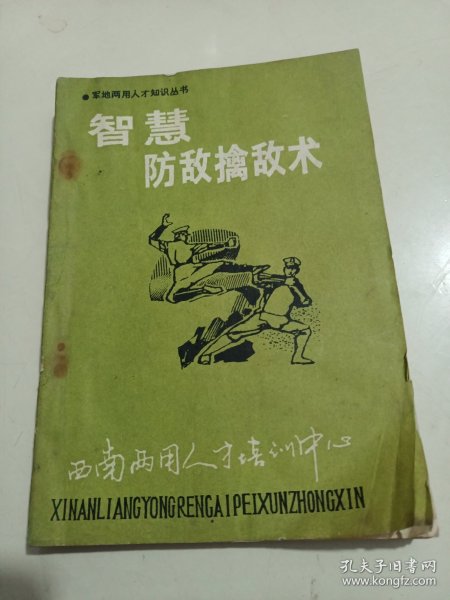 ●军地两用人才知识丛书
智慧
防敌擒敌术
西南两用人才培训中心
XINANLIANGYONGRENGAIPEIXUNZHONGXIN
孔夫子旧书网
www.kongfz.com